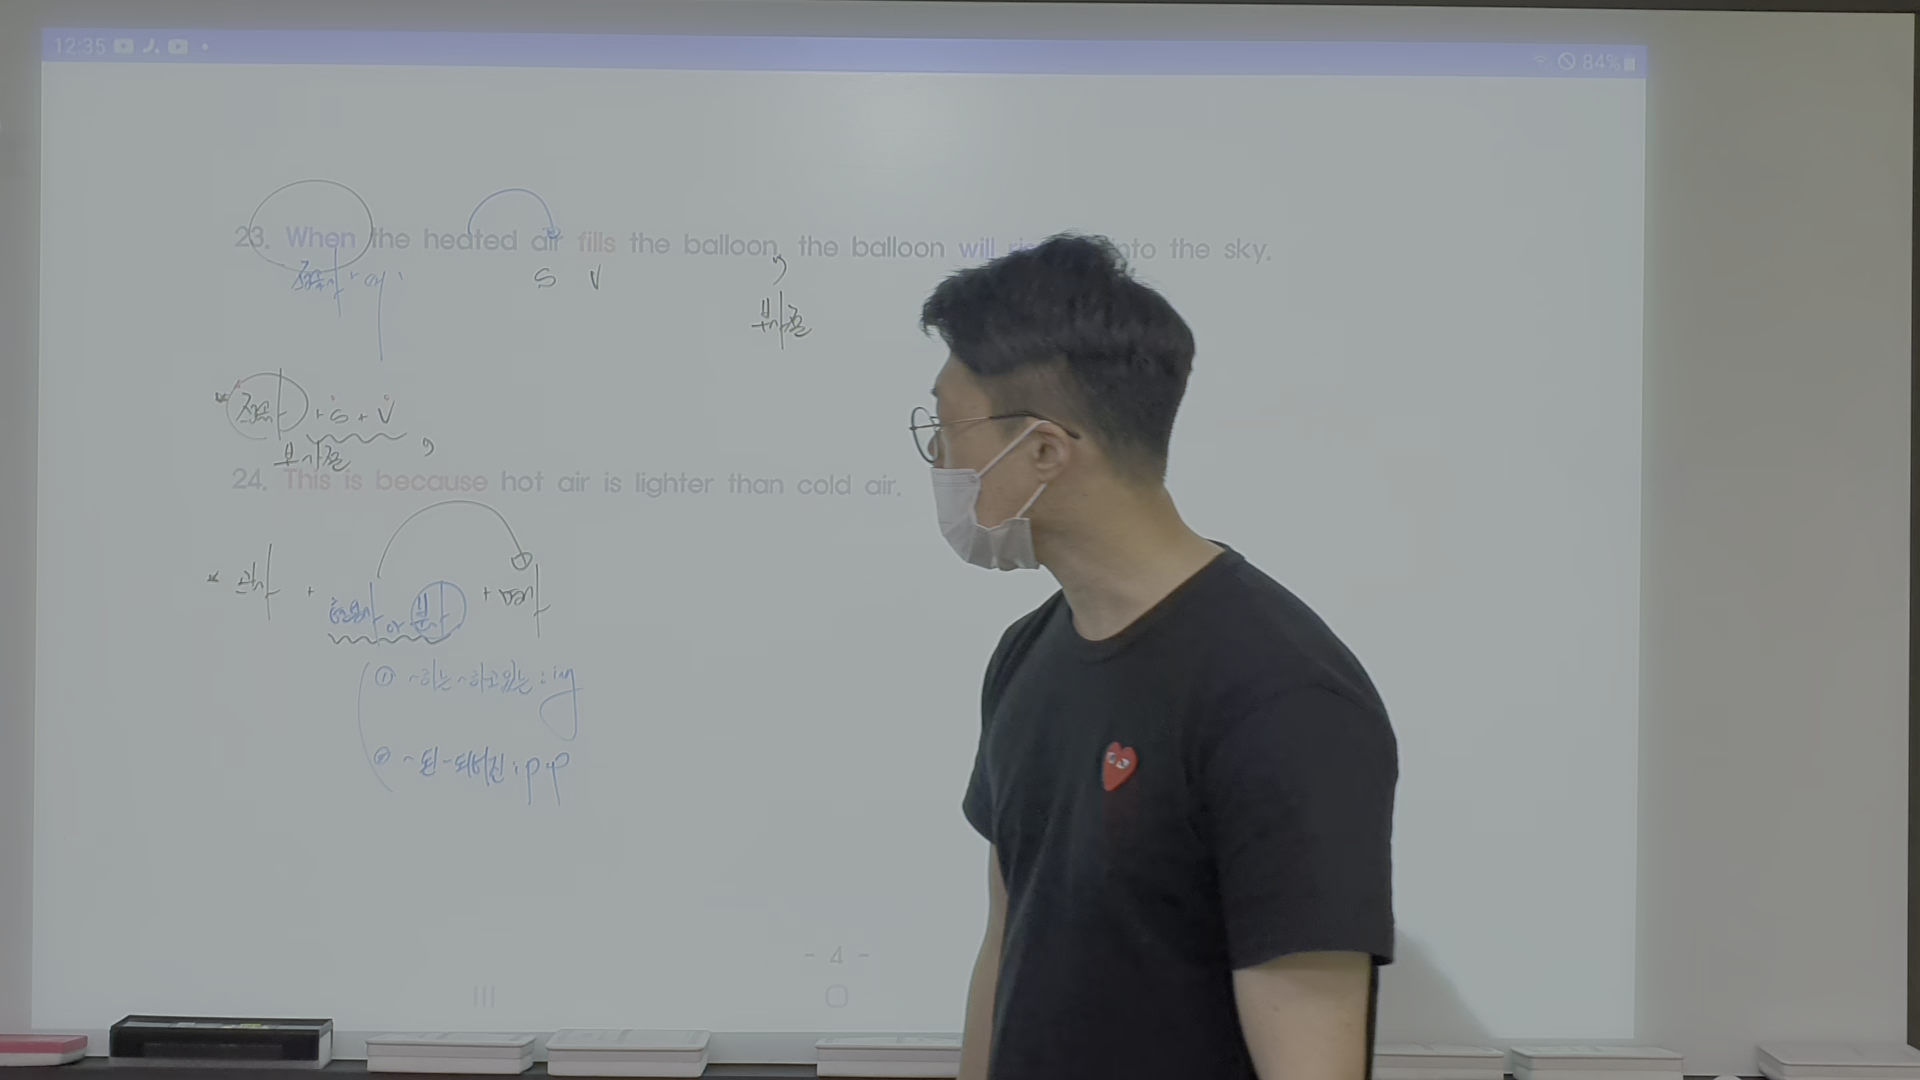 12:35
84%
23. When the heated air fills the balloon, the balloon will into the sky.
S V
부사절
접속사 + S + V
부사절 ,
24. This is because hot air is lighter than cold air.
* 관사 + 형용사 or 분사 + 명사
① ~하는 ~하고있는 : ing
② ~된 ~되어진 : p.p
- 4 -